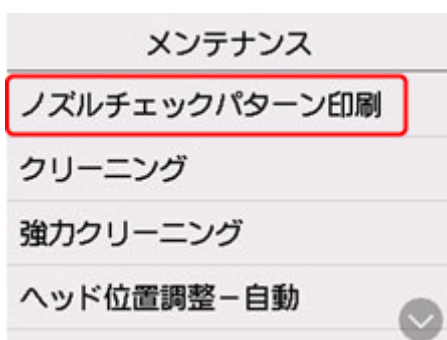 メンテナンス
ノズルチェックパターン印刷
クリーニング
強力クリーニング
ヘッド位置調整－自動